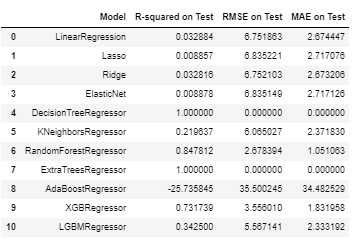 Model R-squared on Test RMSE on Test MAE on Test
0 LinearRegression 0.032884 6.751863 2.674447
1 Lasso 0.008857 6.835221 2.717076
2 Ridge 0.032816 6.752103 2.673206
3 ElasticNet 0.008878 6.835149 2.717126
4 DecisionTreeRegressor 1.000000 0.000000 0.000000
5 KNeighborsRegressor 0.219637 6.065027 2.371830
6 RandomForestRegressor 0.847812 2.678394 1.051063
7 ExtraTreesRegressor 1.000000 0.000000 0.000000
8 AdaBoostRegressor -25.735845 35.500245 34.482529
9 XGBRegressor 0.731739 3.556010 1.831958
10 LGBMRegressor 0.342500 5.567141 2.333192